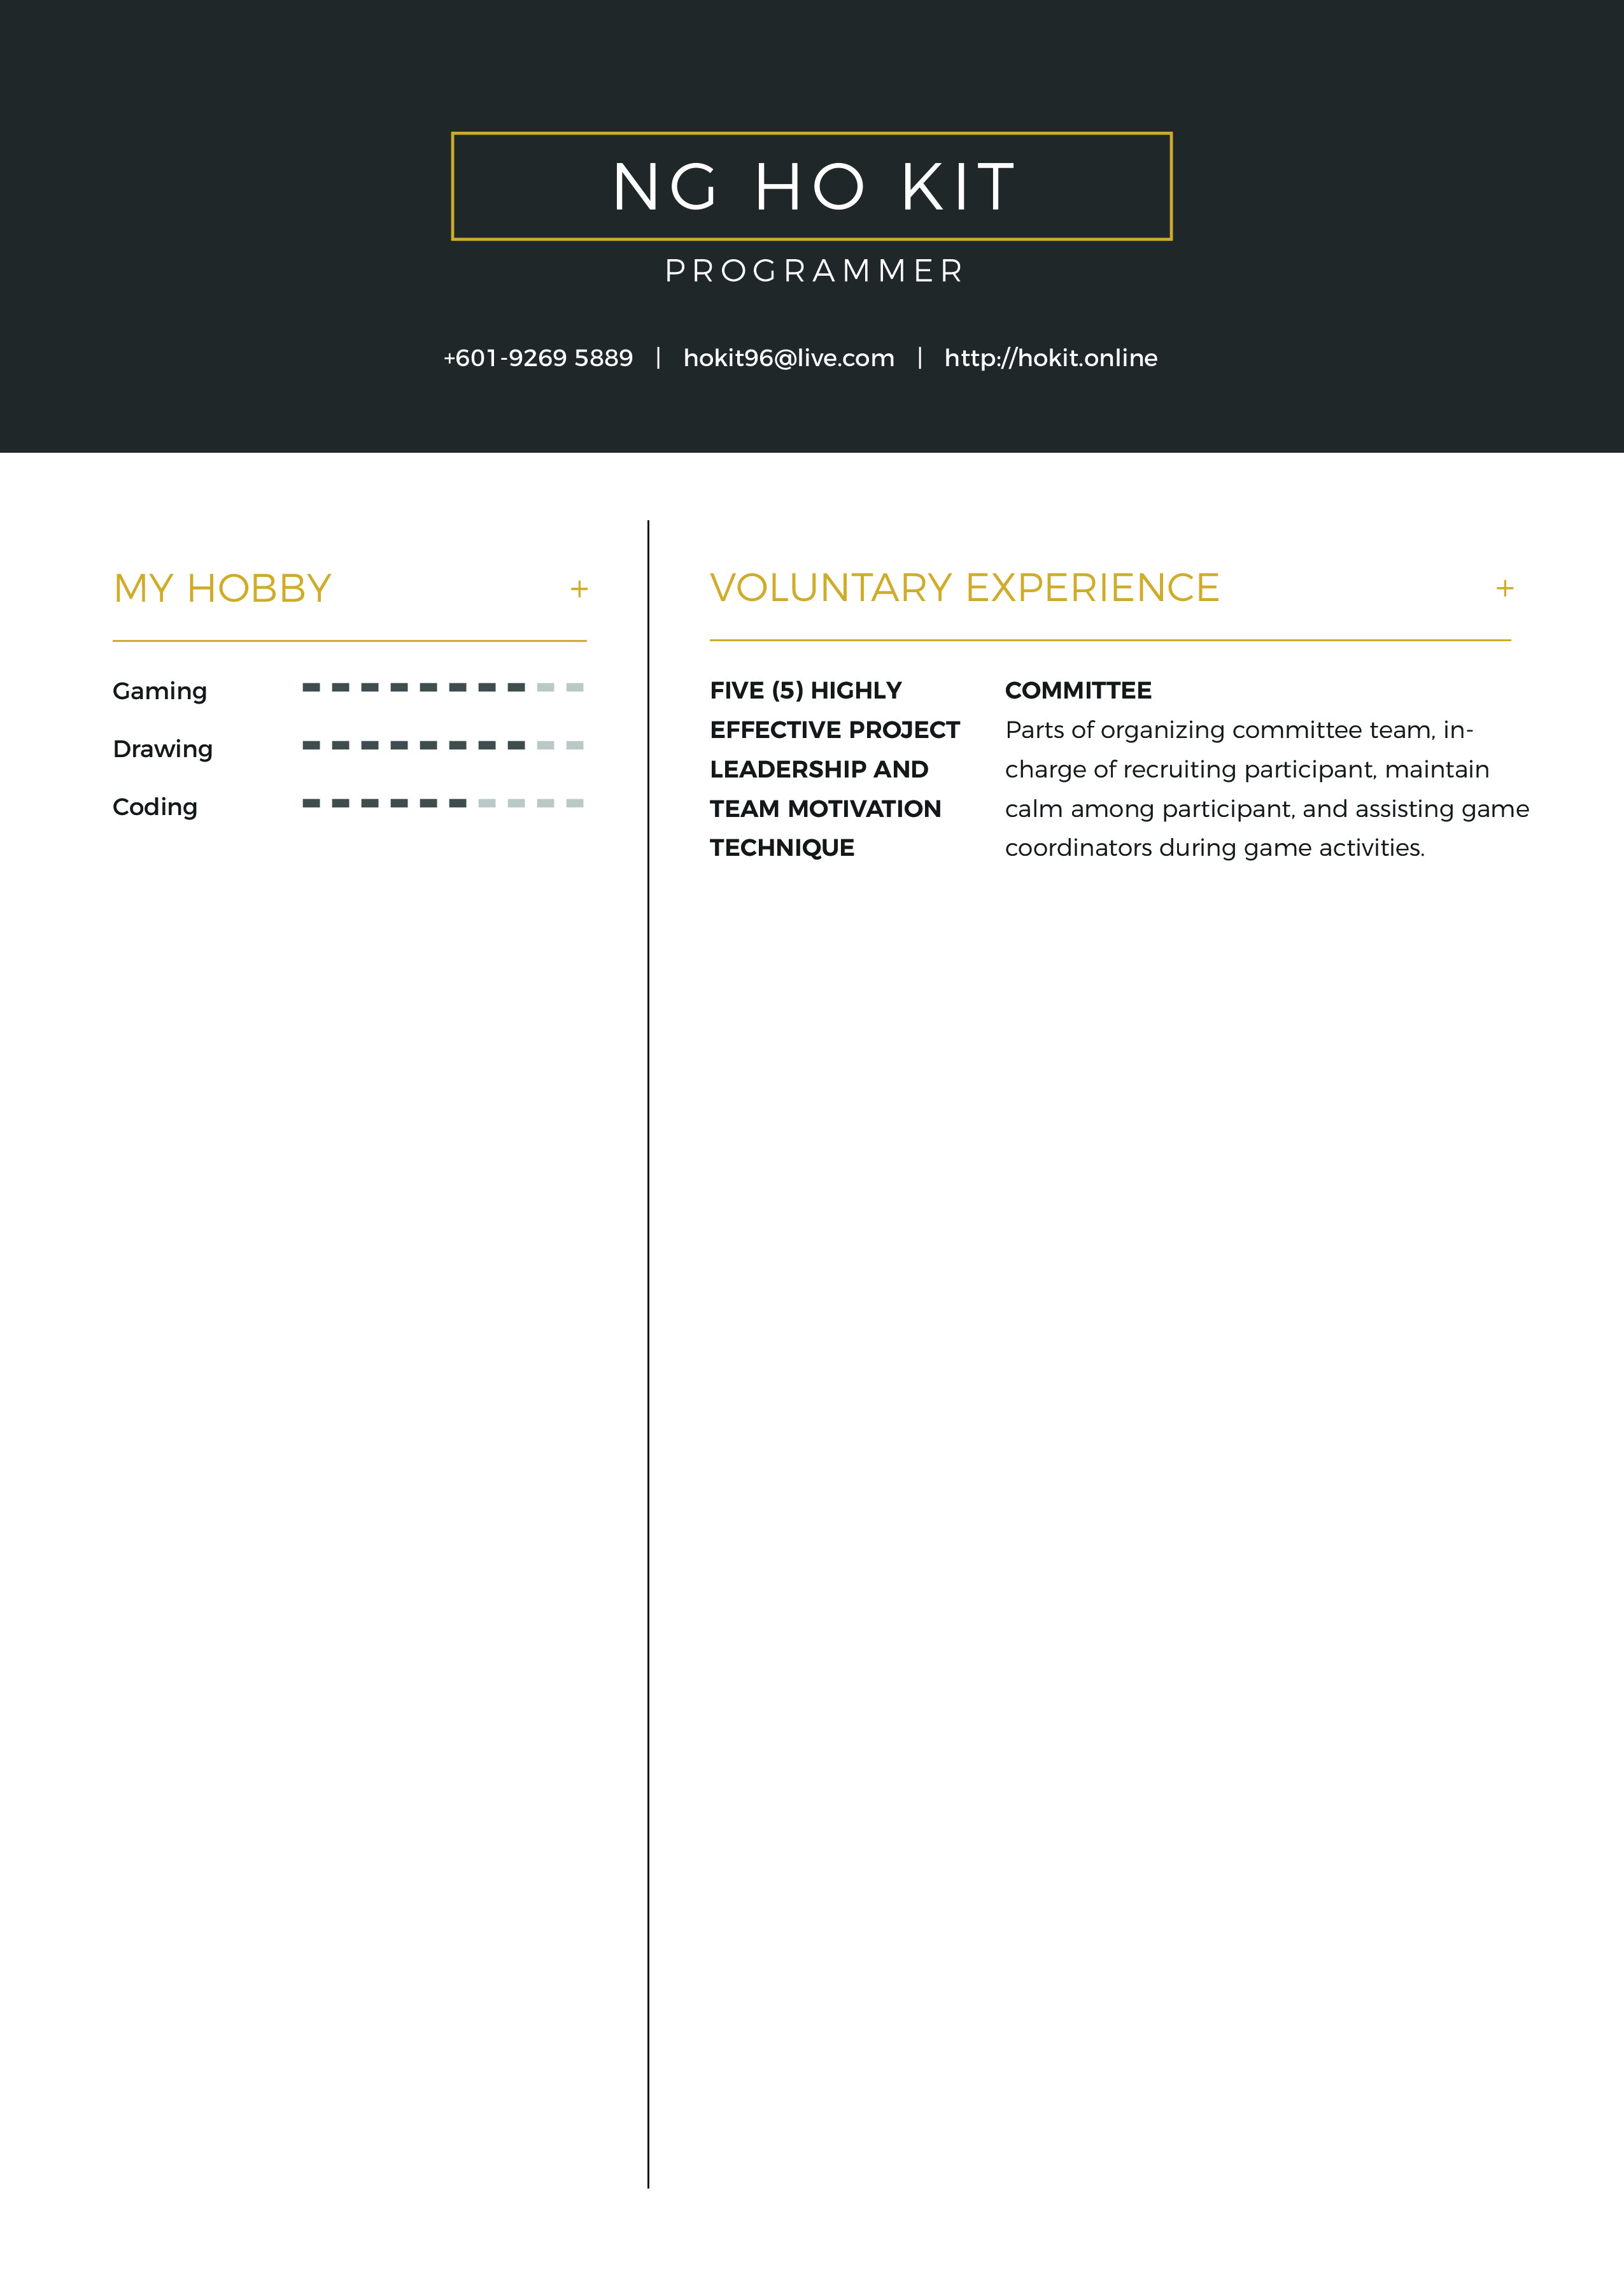 NG HO KIT
PROGRAMMER
+601-9269 5889 | hokit96@live.com | http://hokit.online
MY HOBBY +
Gaming
Drawing
Coding
VOLUNTARY EXPERIENCE +
FIVE (5) HIGHLY
EFFECTIVE PROJECT
LEADERSHIP AND
TEAM MOTIVATION
TECHNIQUE
COMMITTEE
Parts of organizing committee team, in-
charge of recruiting participant, maintain
calm among participant, and assisting game
coordinators during game activities.